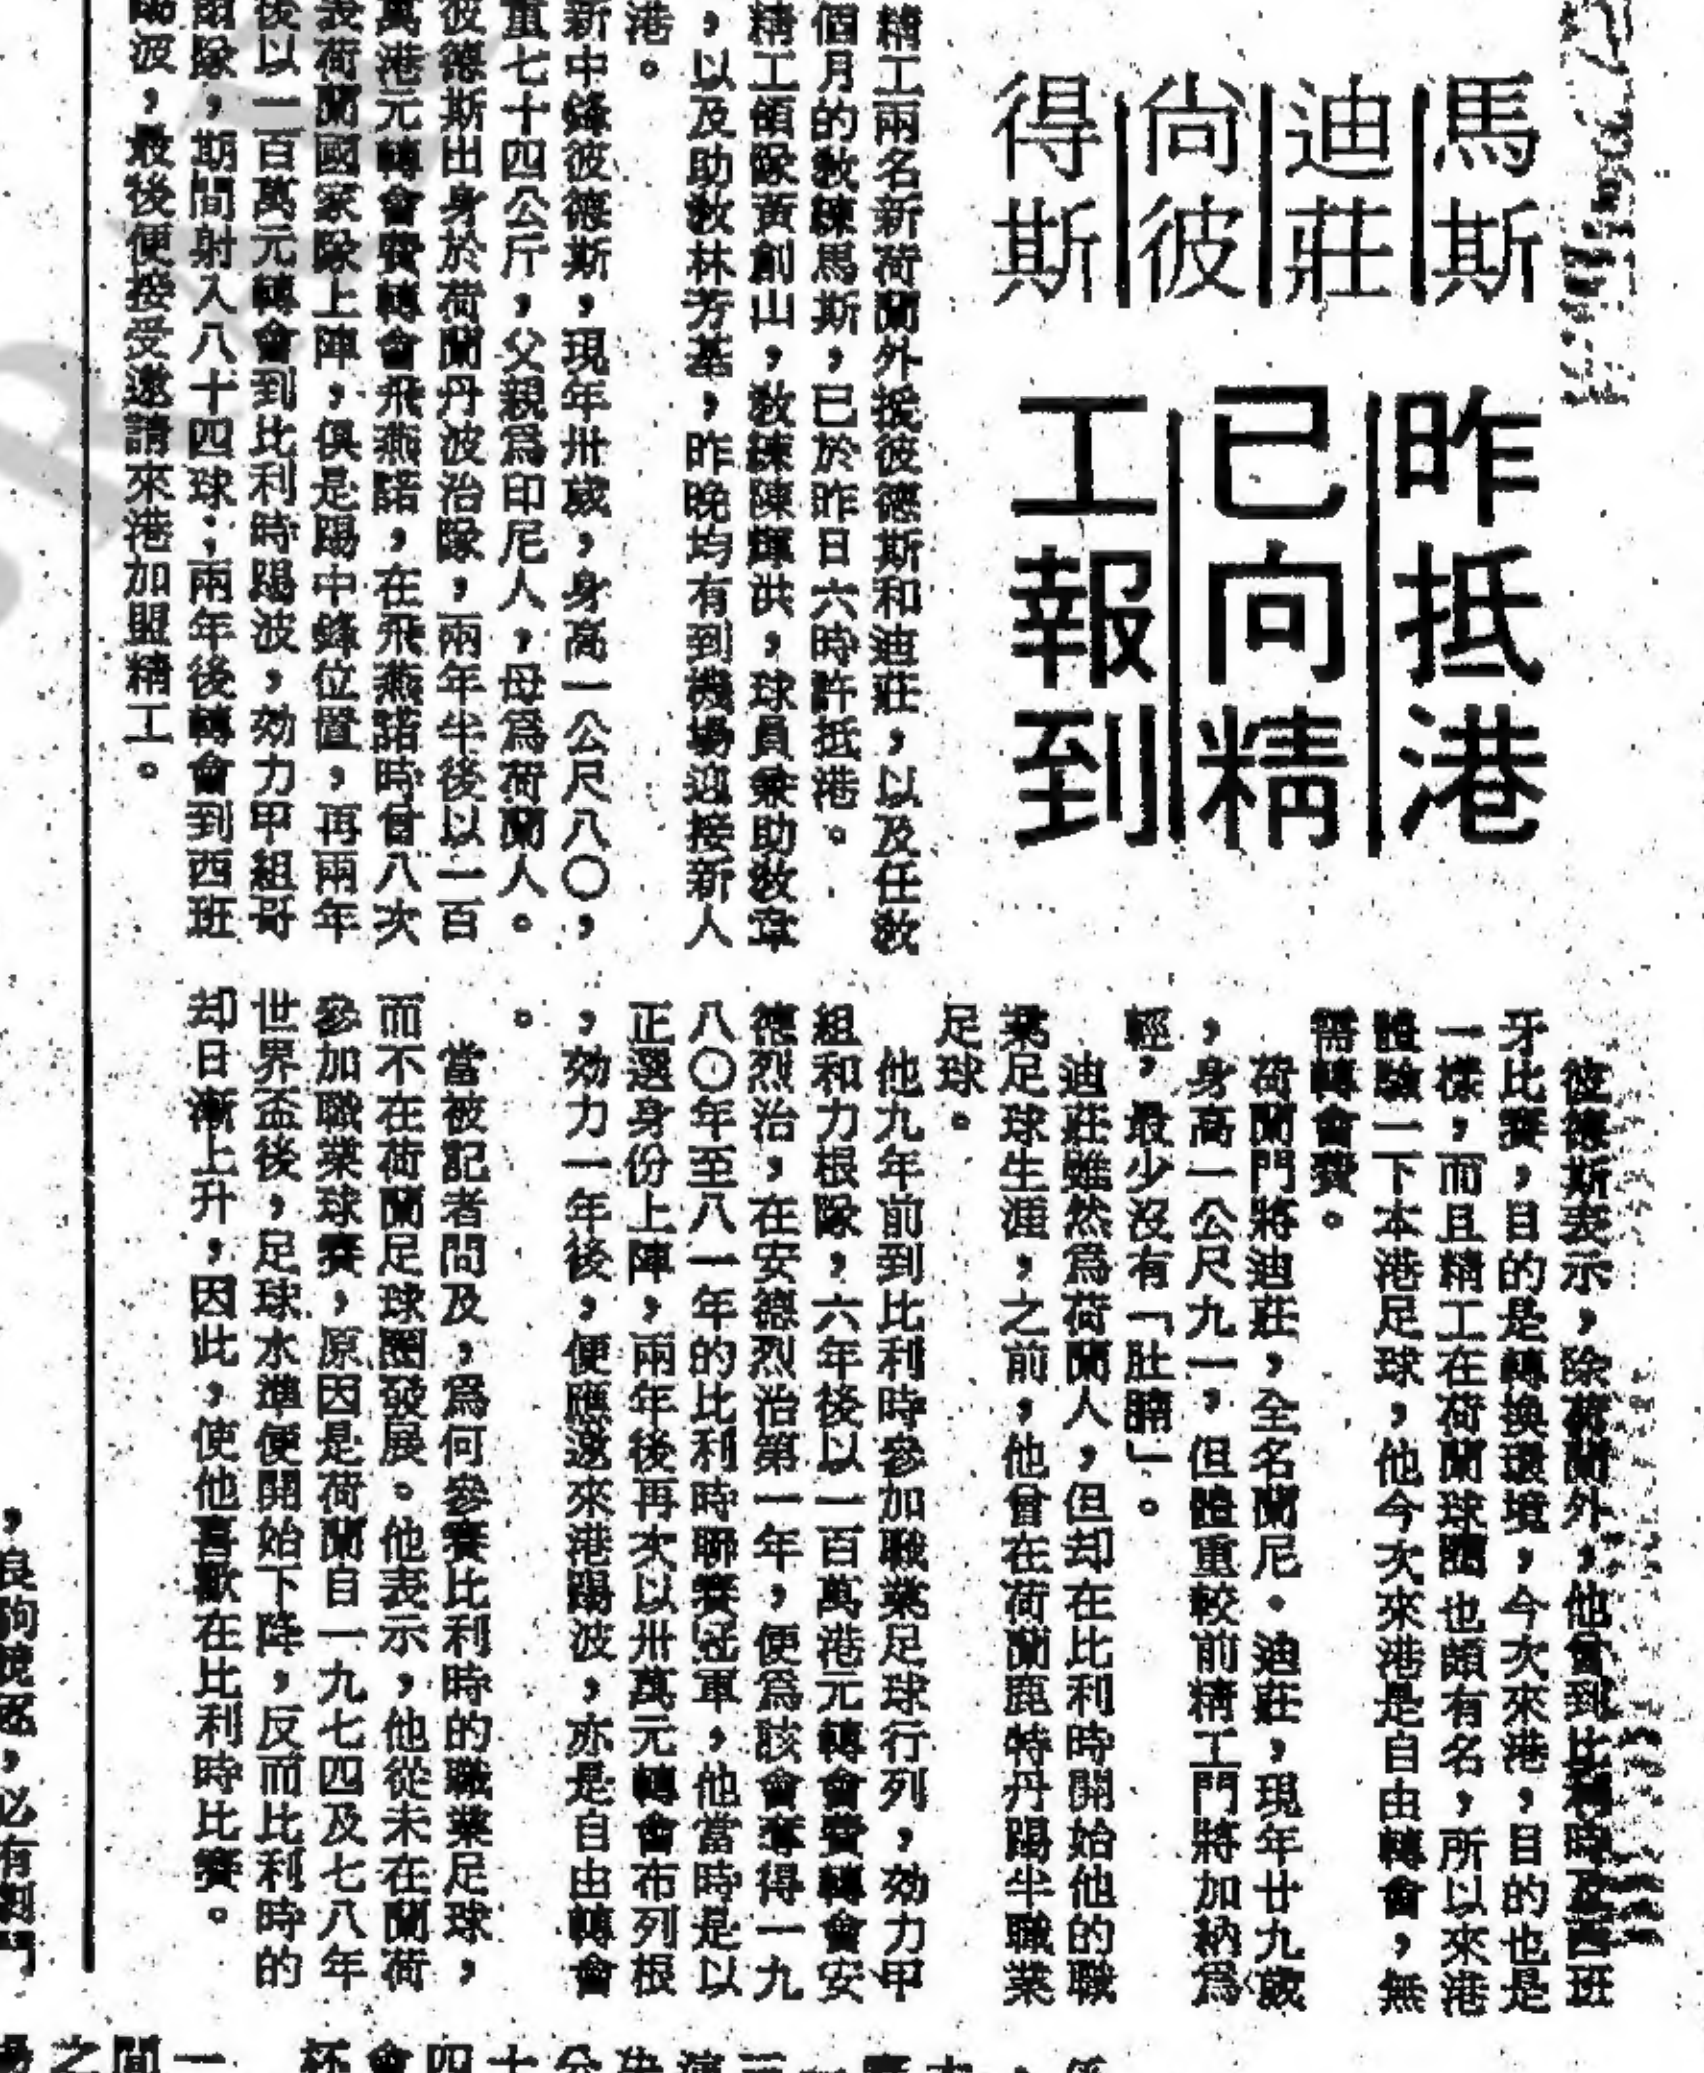 馬斯
迪莊
尚彼
得斯
昨抵港
已向精
工報到
精工兩名新荷蘭外援彼德斯和迪莊，以及任教
個月的教練馬斯，已於昨日六時許抵港。
精工領隊黃創山，教練陳輝洪，球員兼助教韋
，以及助教林芳基，昨晚均有到機場迎接新人
港。
新中鋒彼德斯，現年卅歲，身高一公尺八〇，
重七十四公斤，父親爲印尼人，母爲荷蘭人。
彼德斯出身於荷蘭丹波治隊，兩年半後以一百
萬港元轉會費轉會飛燕諾，在飛燕諾時曾八次
表荷蘭國家隊上陣，俱是踢中鋒位置，再兩年
後以一百萬元轉會到比利時踢波，効力甲組哥
爾隊，期間射入八十四球；兩年後轉會到西班
踢波，最後便接受邀請來港加盟精工。
彼德斯表示，除荷蘭外，他曾到比利時及西班
牙比賽，目的是轉換環境，今次來港，目的也是
一樣，而且精工在荷蘭球圈也頗有名，所以來港
體驗一下本港足球，他今次來港是自由轉會，無
需轉會費。
荷蘭門將迪莊，全名蘭尼·迪莊，現年廿九歲
，身高一公尺九一，但體重較前精工門將加納爲
輕，最少沒有「肚腩」。
迪莊雖然爲荷蘭人，但却在比利時開始他的職
業足球生涯，之前，他曾在荷蘭鹿特丹踢半職業
足球。
他九年前到比利時參加職業足球行列，効力甲
組和力根隊，六年後以一百萬港元轉會費轉會安
德烈治，在安德烈治第一年，便爲該會奪得一九
八〇年至八一年的比利時聯賽冠軍，他當時是以
正選身份上陣，兩年後再次以卅萬元轉會布列根
，効力一年後，便應邀來港踢波，亦是自由轉會
。
當被記者問及，爲何參賽比利時的職業足球，
而不在荷蘭足球圈發展。他表示，他從未在蘭荷
參加職業球賽，原因是荷蘭自一九七四及七八年
世界盃後，足球水準便開始下降，反而比利時的
却日漸上升，因此，使他喜歡在比利時比賽。